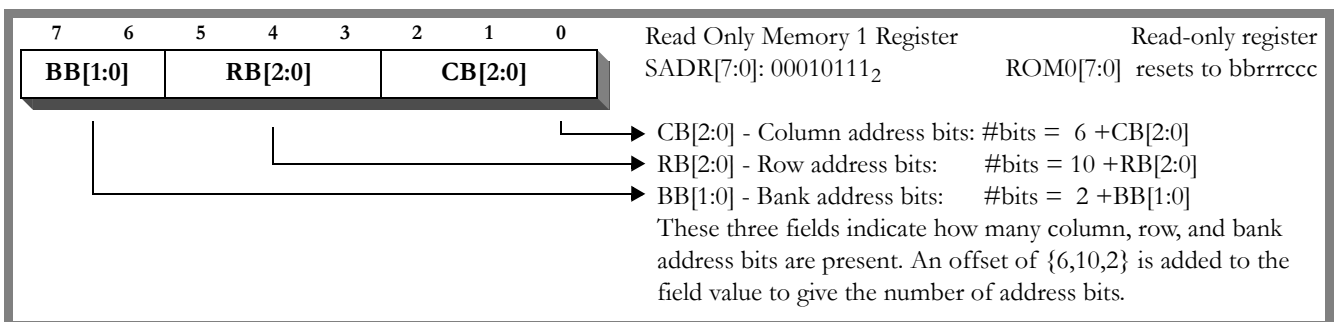 7 6 5 4 3 2 1 0
BB[1:0] RB[2:0] CB[2:0]
Read Only Memory 1 Register Read-only register
SADR[7:0]: 00010111₂ ROM0[7:0] resets to bbrrrccc
CB[2:0] - Column address bits: #bits = 6 +CB[2:0]
RB[2:0] - Row address bits: #bits = 10 +RB[2:0]
BB[1:0] - Bank address bits: #bits = 2 +BB[1:0]
These three fields indicate how many column, row, and bank
address bits are present. An offset of {6,10,2} is added to the
field value to give the number of address bits.